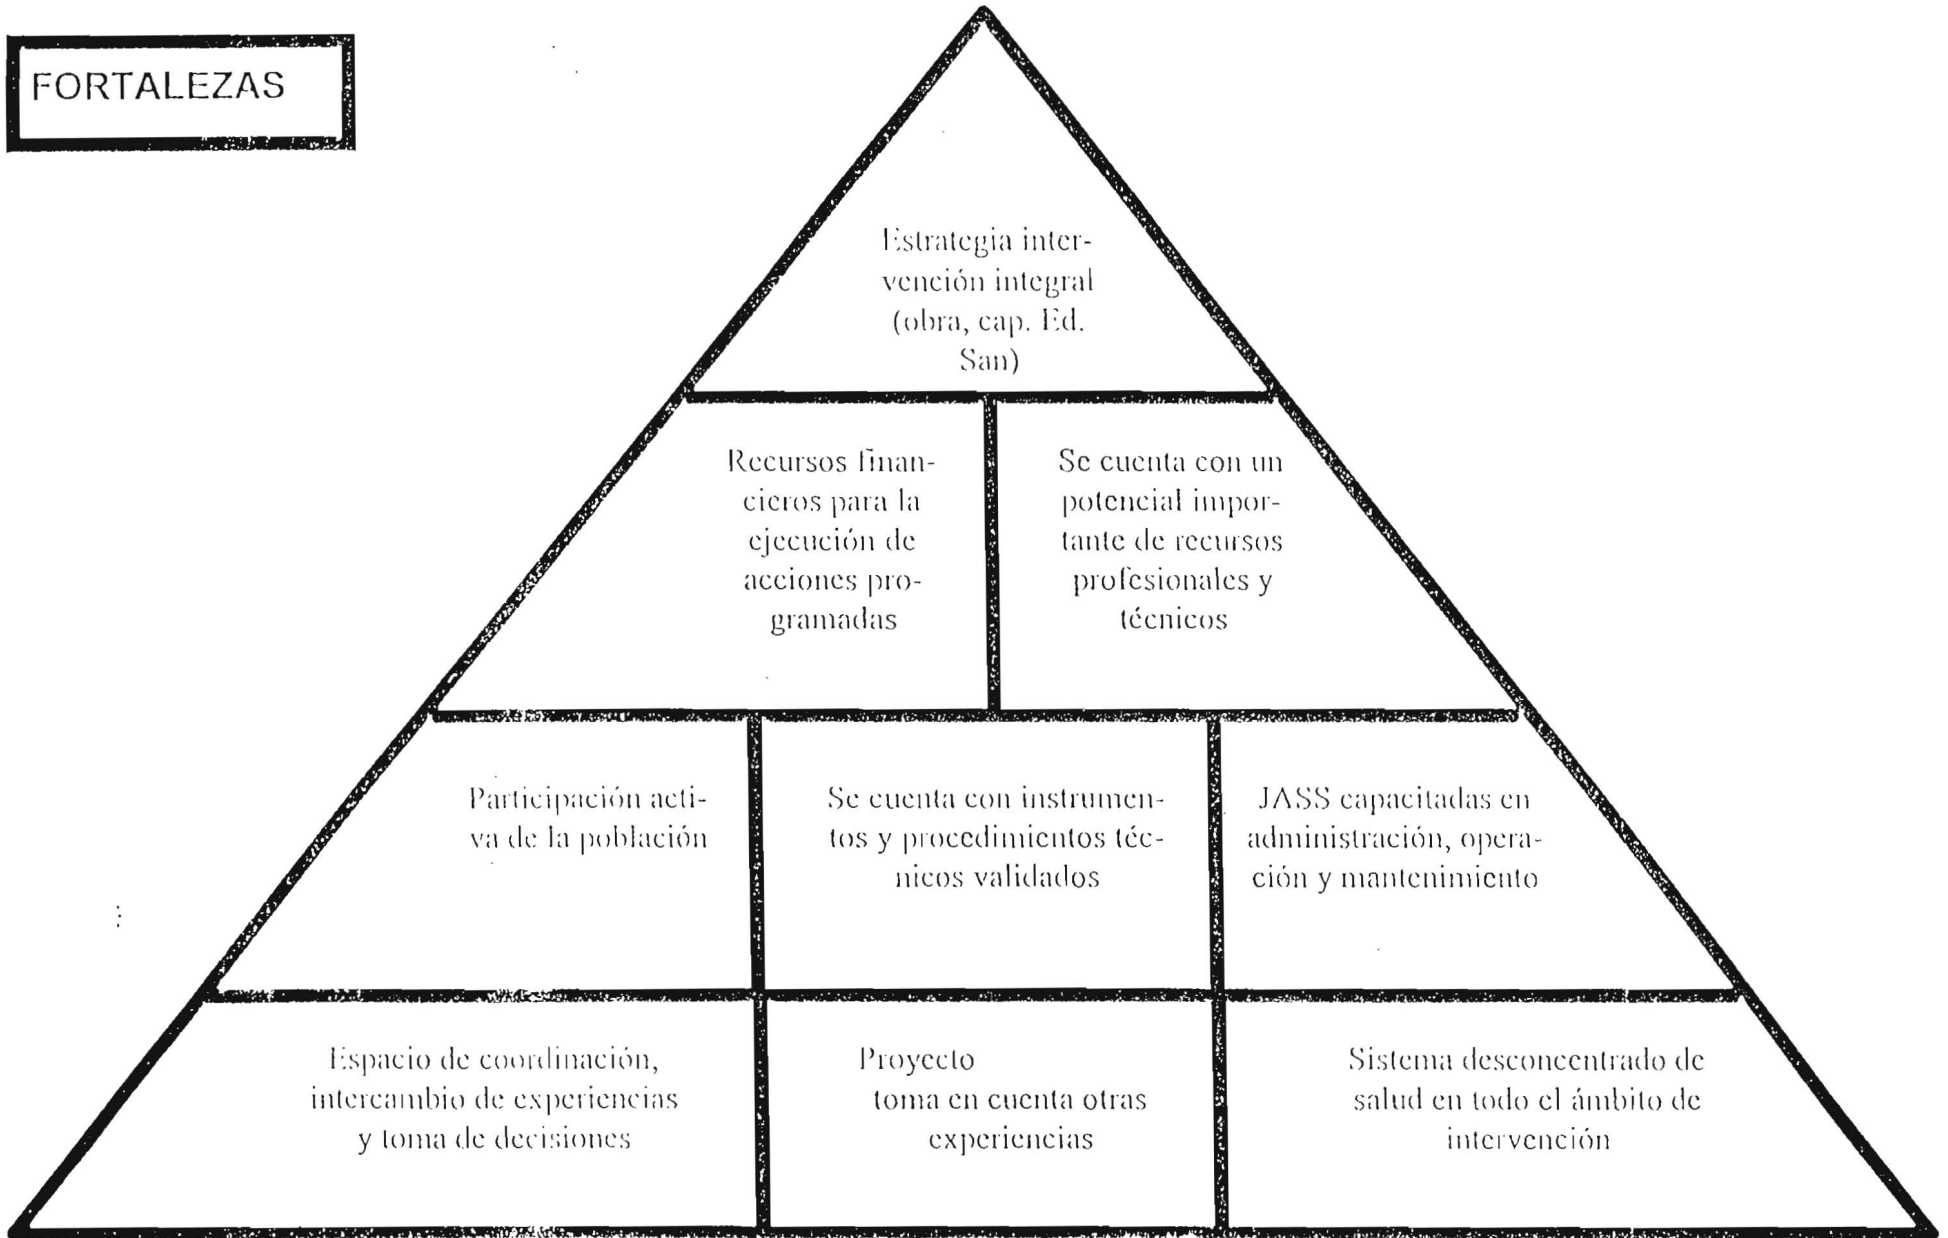 FORTALEZAS
Estrategia inter-
vención integral
(obra, cap. Ed.
San)
Recursos finan-
cieros para la
ejecución de
acciones pro-
gramadas
Se cuenta con un
potencial impor-
tante de recursos
profesionales y
técnicos
Participación acti-
va de la población
Se cuenta con instrumen-
tos y procedimientos téc-
nicos validados
JASS capacitadas en
administración, opera-
ción y mantenimiento
Espacio de coordinación,
intercambio de experiencias
y toma de decisiones
Proyecto
toma en cuenta otras
experiencias
Sistema desconcentrado de
salud en todo el ámbito de
intervención